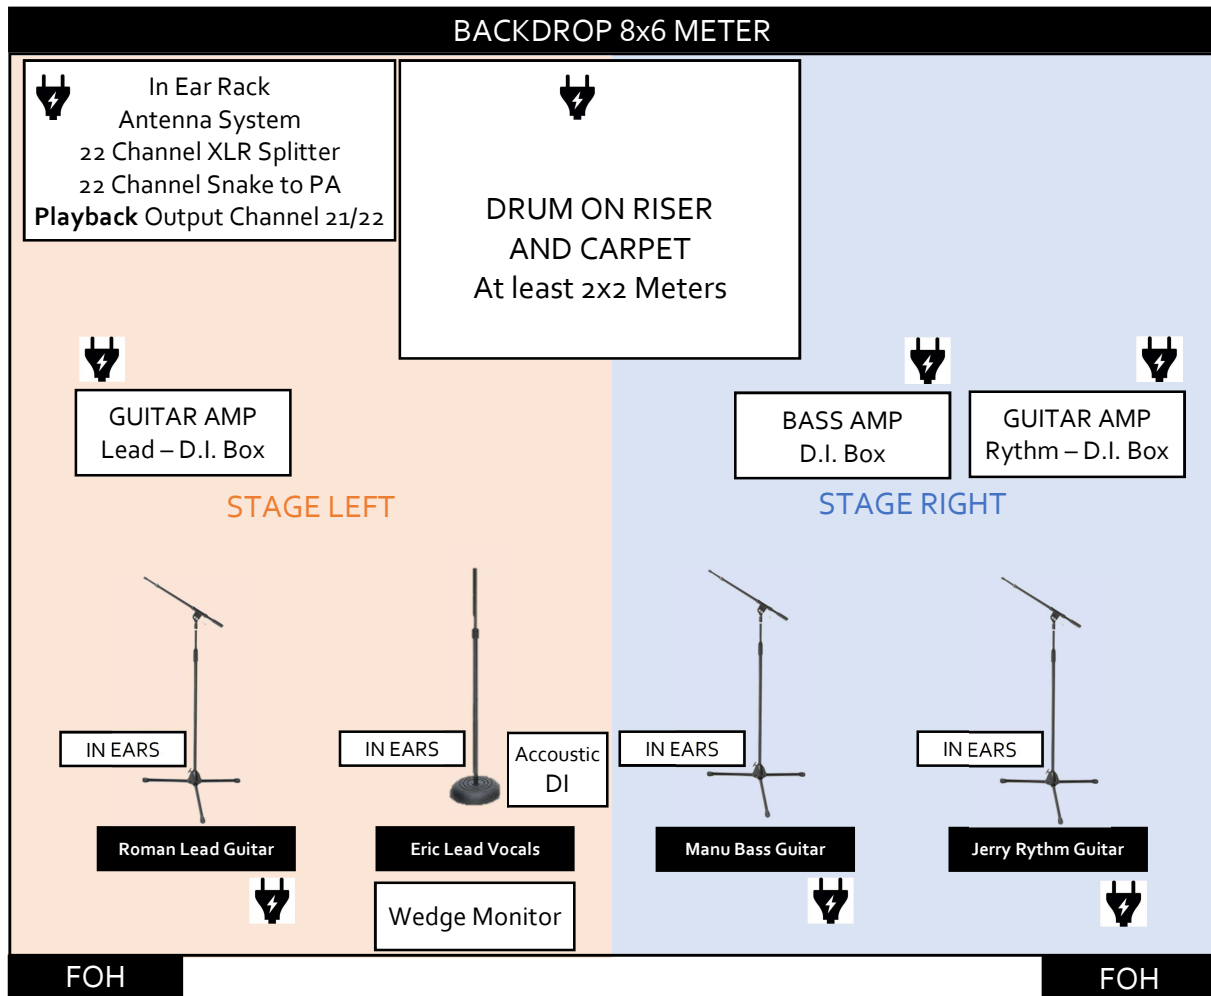 BACKDROP 8x6 METER
In Ear Rack
Antenna System
22 Channel XLR Splitter
22 Channel Snake to PA
Playback Output Channel 21/22
DRUM ON RISER
AND CARPET
At least 2x2 Meters
GUITAR AMP
Lead – D.I. Box
BASS AMP
D.I. Box
GUITAR AMP
Rythm – D.I. Box
STAGE LEFT
STAGE RIGHT
IN EARS
IN EARS
Accoustic
DI
IN EARS
IN EARS
Roman Lead Guitar
Eric Lead Vocals
Manu Bass Guitar
Jerry Rythm Guitar
Wedge Monitor
FOH
FOH